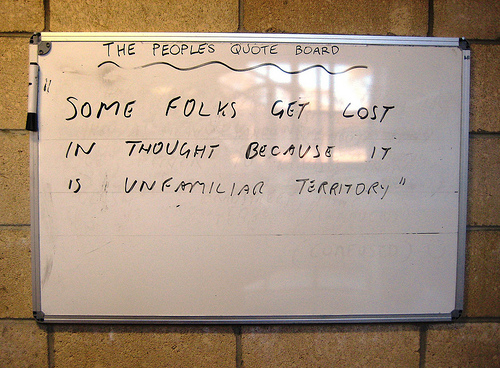 THE PEOPLES QUOTE BOARD
"SOME FOLKS GET LOST
IN THOUGHT BECAUSE IT
IS UNFAMILIAR TERRITORY"